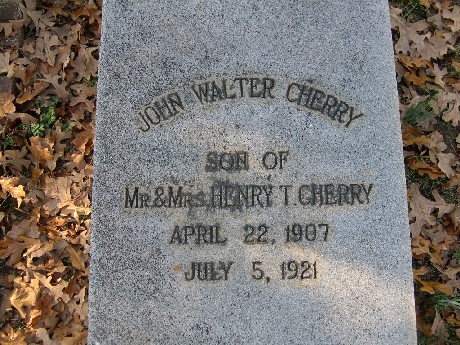 JOHN WALTER CHERRY
SON OF
MR.& MRS. HENRY T. CHERRY
APRIL 22, 1907
JULY 5, 1921